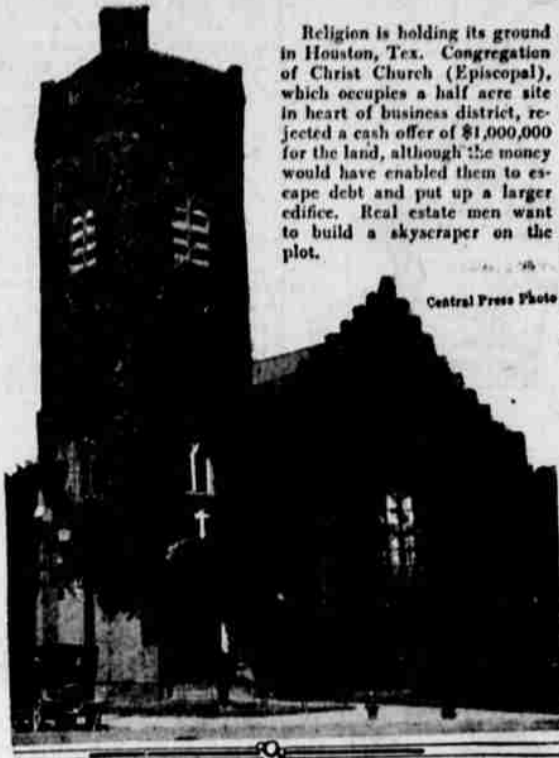 Religion is holding its ground
in Houston, Tex. Congregation
of Christ Church (Episcopal),
which occupies a half acre site
in heart of business district, re-
jected a cash offer of $1,000,000
for the land, although the money
would have enabled them to es-
cape debt and put up a larger
edifice. Real estate men want
to build a skyscraper on the
plot.
Central Press Photo